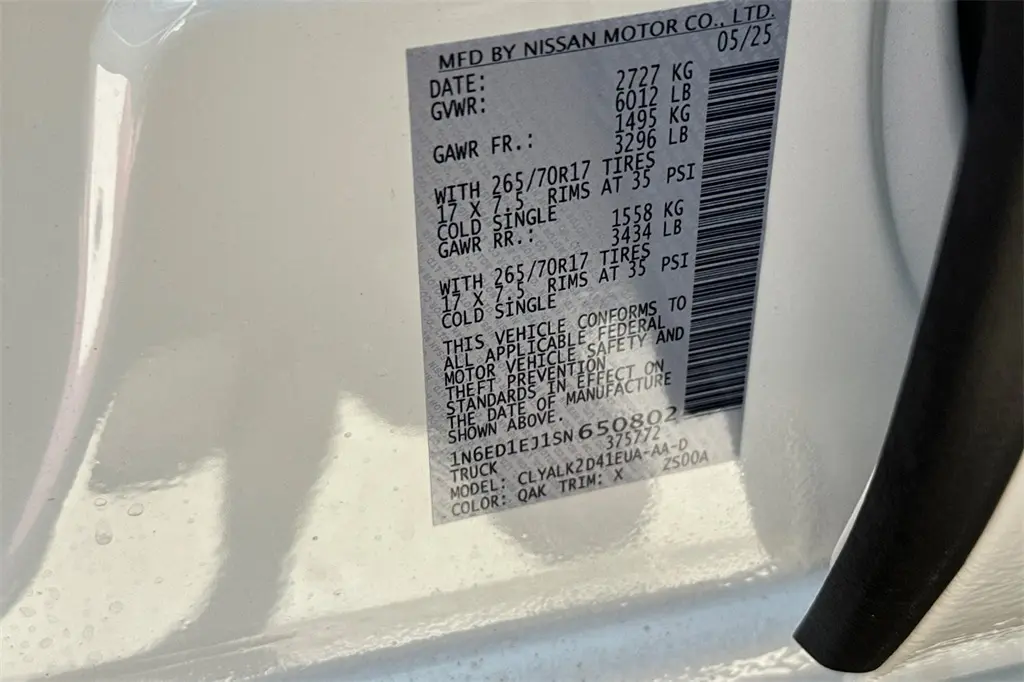 MFD BY NISSAN MOTOR CO., LTD.
DATE: 05/25
GVWR: 2727 KG
6012 LB
GAWR FR.: 1495 KG
3296 LB
WITH 265/70R17 TIRES
17 X 7.5 RIMS AT 35 PSI
COLD SINGLE
GAWR RR.: 1558 KG
3434 LB
WITH 265/70R17 TIRES
17 X 7.5 RIMS AT 35 PSI
COLD SINGLE
THIS VEHICLE CONFORMS TO
ALL APPLICABLE FEDERAL
MOTOR VEHICLE SAFETY AND
THEFT PREVENTION
STANDARDS IN EFFECT ON
THE DATE OF MANUFACTURE
SHOWN ABOVE.
1N6ED1EJ1SN650802
TRUCK 375772
MODEL: CLYALK2D41EUA-AA-D
COLOR: QAK TRIM: X ZS00A